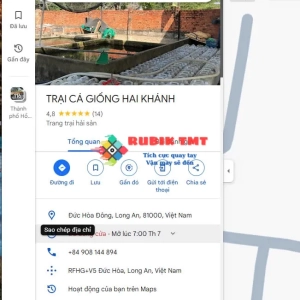 Đã lưu
Gần đây
Thành
phố Hồ...
TRẠI CÁ GIỐNG HAI KHÁNH
4,8 ★★★★★ (14)
Trang trại hải sản
RUBIK TMT
Tổng quan
Tích cực quay tay
Vận may sẽ đến
Đường đi
Lưu
Gần đó
Gửi tới điện
thoại
Chia sẻ
Đức Hòa Đông, Long An, 81000, Việt Nam
Sao chép địa chỉ
cửa · Mở lúc 7:00 Th 7
+84 908 144 894
RFHG+V5 Đức Hòa, Long An, Việt Nam
Hoạt động của bạn trên Maps